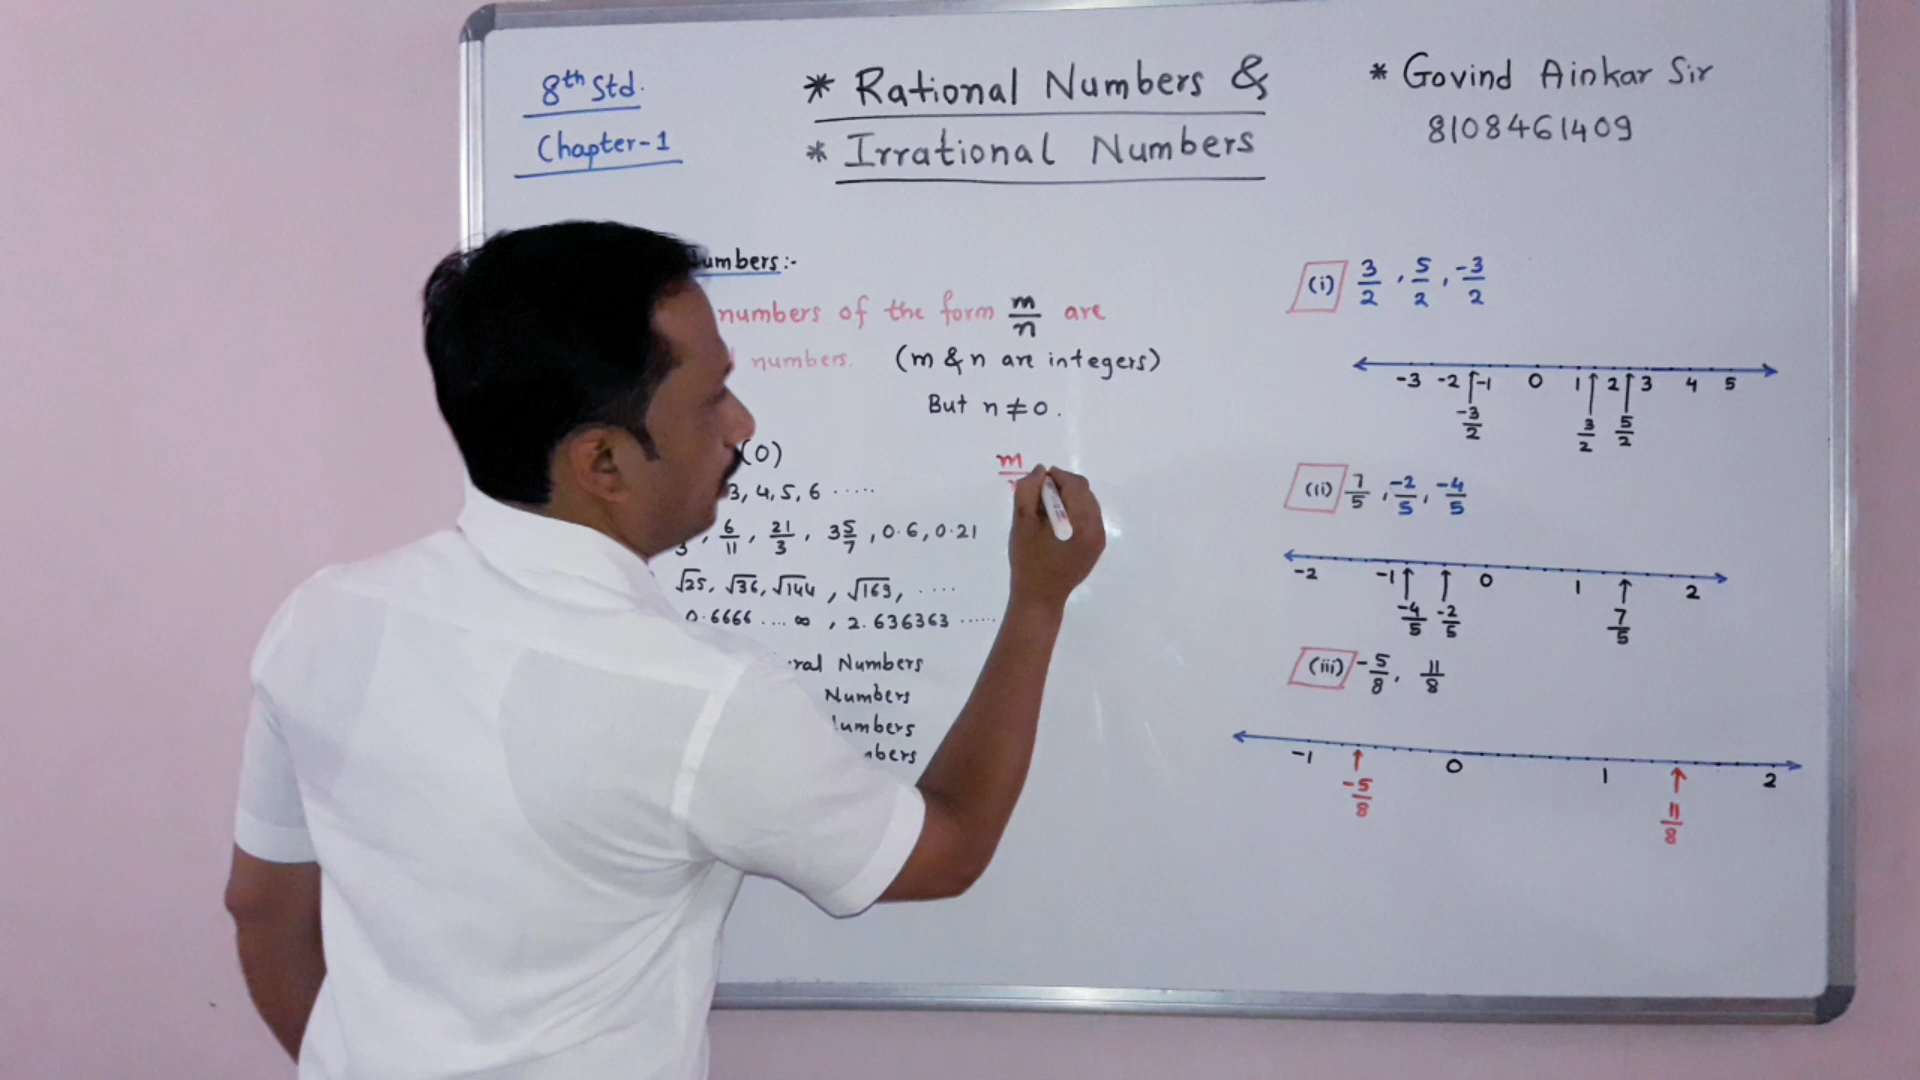 8th Std.
Chapter-1
* Rational Numbers &
* Irrational Numbers
* Govind Ainkar Sir
8108461409
umbers :-
numbers of the form m/n are
numbers. (m & n are integers)
But n ≠ 0.
(0)
3, 4, 5, 6 .....
3, 6/11, 21/3, 3 5/7, 0.6, 0.21
√25, √36, √144, √169, ....
0.6666 .... ∞, 2.636363 ......
ral Numbers
Numbers
umbers
mbers
m
(i) 3/2, 5/2, -3/2
-3 -2 -1 0 1 2 3 4 5
-3/2 3/2 5/2
(ii) 7/5, -2/5, -4/5
-2 -1 0 1 2
-4/5 -2/5 7/5
(iii) -5/8, 11/8
-1 0 1 2
-5/8 11/8